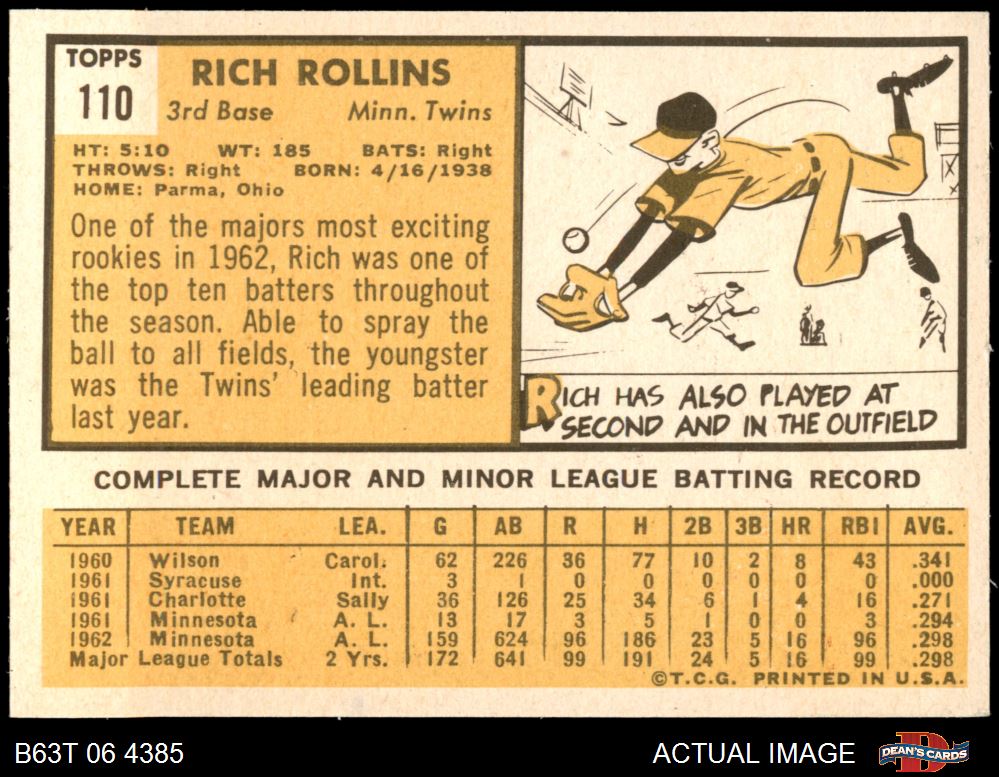 TOPPS
110
RICH ROLLINS
3rd Base Minn. Twins
HT: 5:10 WT: 185 BATS: Right
THROWS: Right BORN: 4/16/1938
HOME: Parma, Ohio
One of the majors most exciting
rookies in 1962, Rich was one of
the top ten batters throughout
the season. Able to spray the
ball to all fields, the youngster
was the Twins' leading batter
last year.
RICH HAS ALSO PLAYED AT
SECOND AND IN THE OUTFIELD
COMPLETE MAJOR AND MINOR LEAGUE BATTING RECORD
YEAR TEAM LEA. G AB R H 2B 3B HR RBI AVG.
1960 Wilson Carol. 62 226 36 77 10 2 8 43 .341
1961 Syracuse Int. 3 1 0 0 0 0 0 0 .000
1961 Charlotte Sally 36 126 25 34 6 1 4 16 .271
1961 Minnesota A. L. 13 17 3 5 1 0 0 3 .294
1962 Minnesota A. L. 159 624 96 186 23 5 16 96 .298
Major League Totals 2 Yrs. 172 641 99 191 24 5 16 99 .298
©T.C.G. PRINTED IN U.S.A.
B63T 06 4385 ACTUAL IMAGE DEAN'S CARDS